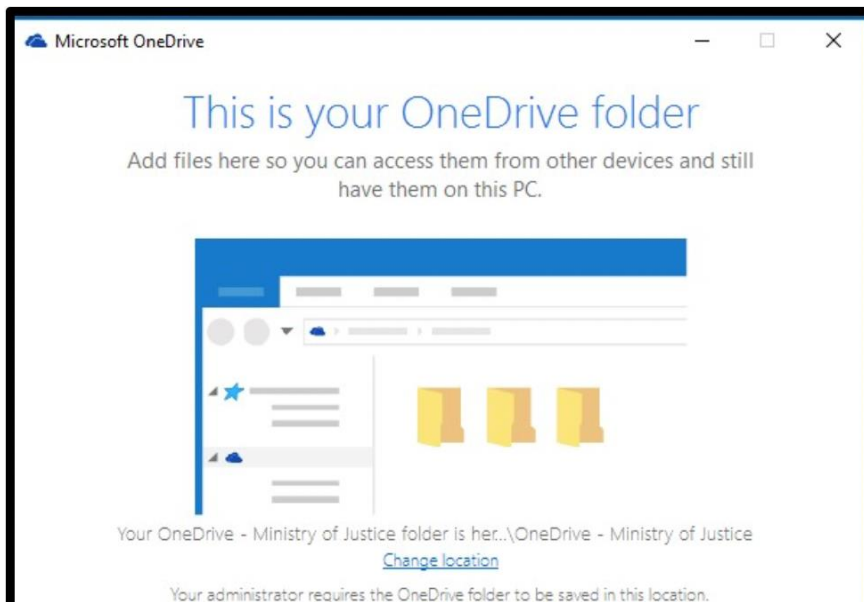 Microsoft OneDrive
This is your OneDrive folder
Add files here so you can access them from other devices and still
have them on this PC.
Your OneDrive - Ministry of Justice folder is her...\OneDrive - Ministry of Justice
Change location
Your administrator requires the OneDrive folder to be saved in this location.